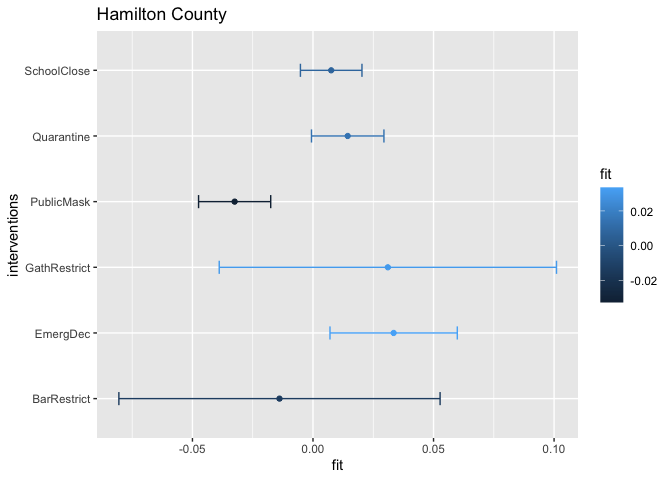 Hamilton County
interventions
SchoolClose
Quarantine
PublicMask
GathRestrict
EmergDec
BarRestrict
-0.05 0.00 0.05 0.10
fit
fit
0.02
0.00
-0.02